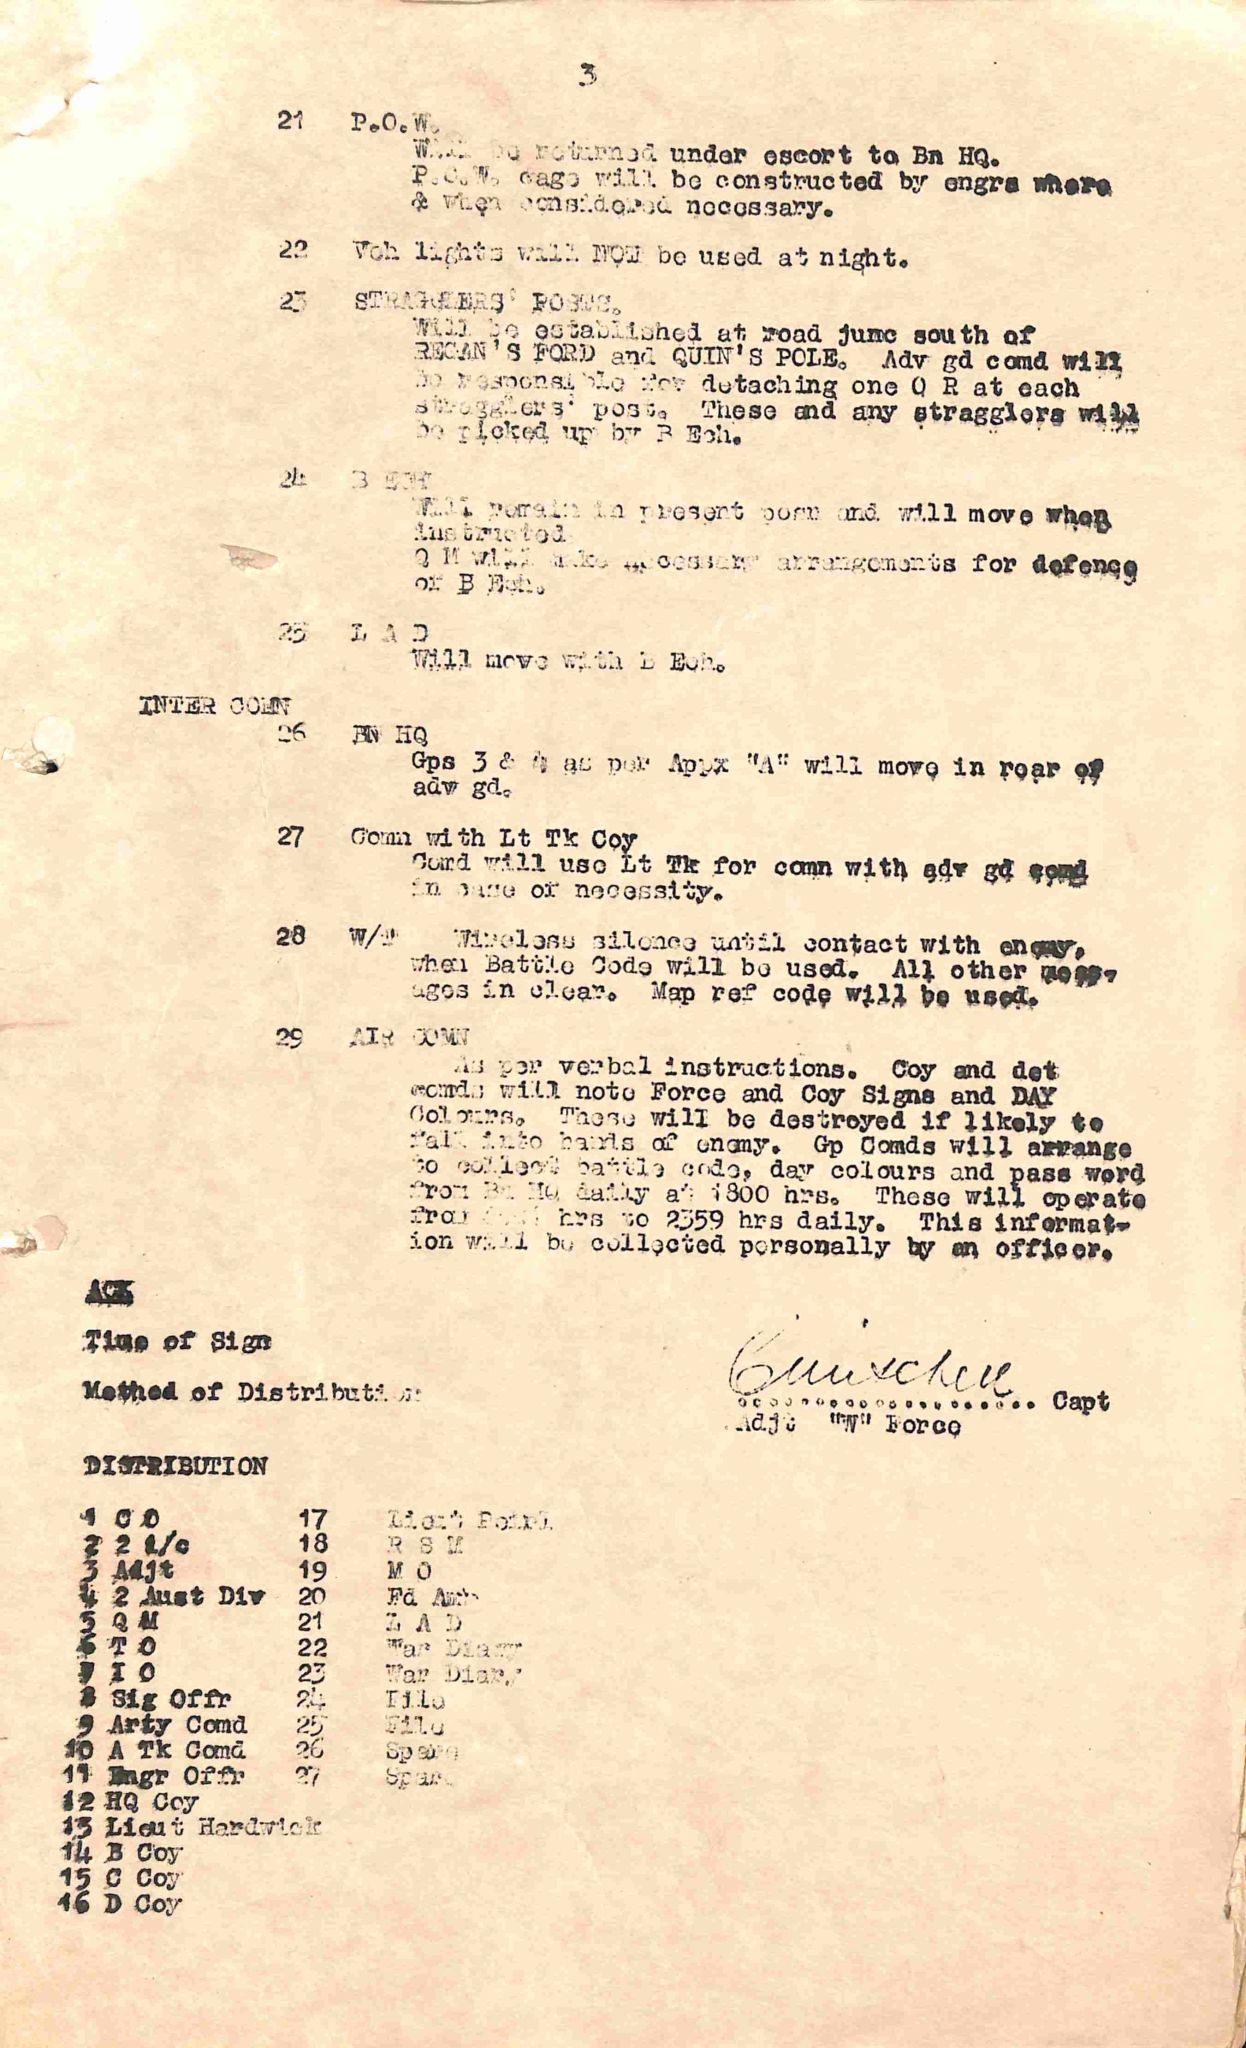 3
21 P.O.W.
Will be returned under escort to Bn HQ.
P.O.W. cage will be constructed by engrs where
& when considered necessary.
22 Veh lights will NOT be used at night.
23 STRAGGLERS' POSTS.
Will be established at road junc south of
REGAN'S FORD and QUIN'S POLE. Adv gd comd will
be responsible for detaching one O R at each
stragglers' post. These and any stragglers will
be picked up by B Ech.
24 B ECH
Will remain in present posn and will move when
instructed
Q M will make necessary arrangements for defence
of B Ech.
25 L A D
Will move with B Ech.
INTER COMN
26 BN HQ
Gps 3 & 4 as per Appx "A" will move in rear of
adv gd.
27 Comn with Lt Tk Coy
Comd will use Lt Tk for comn with adv gd comd
in case of necessity.
28 W/T Wireless silence until contact with enemy,
when Battle Code will be used. All other mess-
ages in clear. Map ref code will be used.
29 AIR COMN
As per verbal instructions. Coy and det
comds will note Force and Coy Signs and DAY
Colours. These will be destroyed if likely to
fall into hands of enemy. Gp Comds will arrange
to collect battle code, day colours and pass word
from Bn HQ daily at 1800 hrs. These will operate
from hrs to 2359 hrs daily. This informat-
ion will be collected personally by an officer.
ACK
Time of Sign
Method of Distribution
.................... Capt
Adjt "W" Force
DISTRIBUTION
1 C O 17 Lieut
2 2 i/c 18 R S M
3 Adjt 19 M O
4 2 Aust Div 20 Fd Amb
5 Q M 21 L A D
6 T O 22 War Diary
7 I O 23 War Diary
8 Sig Offr 24 File
9 Arty Comd 25 File
10 A Tk Comd 26 Spare
11 Engr Offr 27 Spare
12 HQ Coy
13 Lieut Hardwick
14 B Coy
15 C Coy
16 D Coy